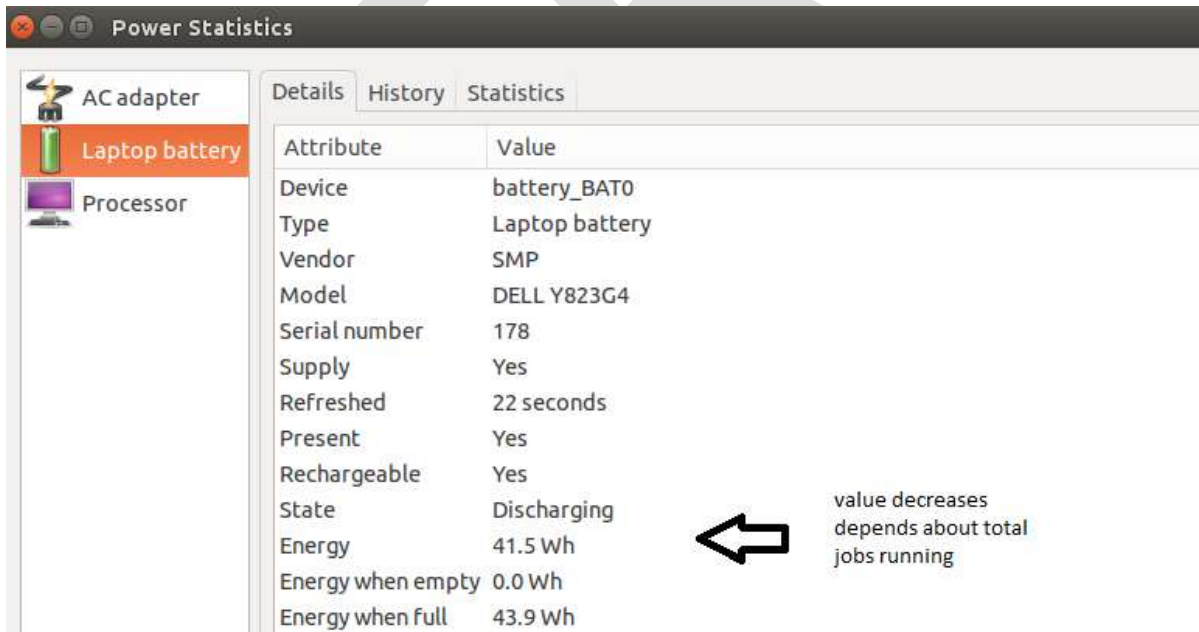 Power Statistics
AC adapter
Laptop battery
Processor
Details History Statistics
Attribute Value
Device battery_BAT0
Type Laptop battery
Vendor SMP
Model DELL Y823G4
Serial number 178
Supply Yes
Refreshed 22 seconds
Present Yes
Rechargeable Yes
State Discharging
Energy 41.5 Wh
Energy when empty 0.0 Wh
Energy when full 43.9 Wh
value decreases
depends about total
jobs running